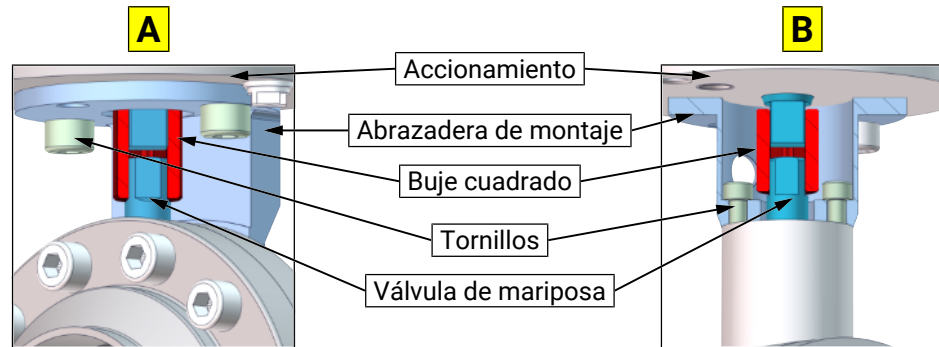 A
B
Accionamiento
Abrazadera de montaje
Buje cuadrado
Tornillos
Válvula de mariposa